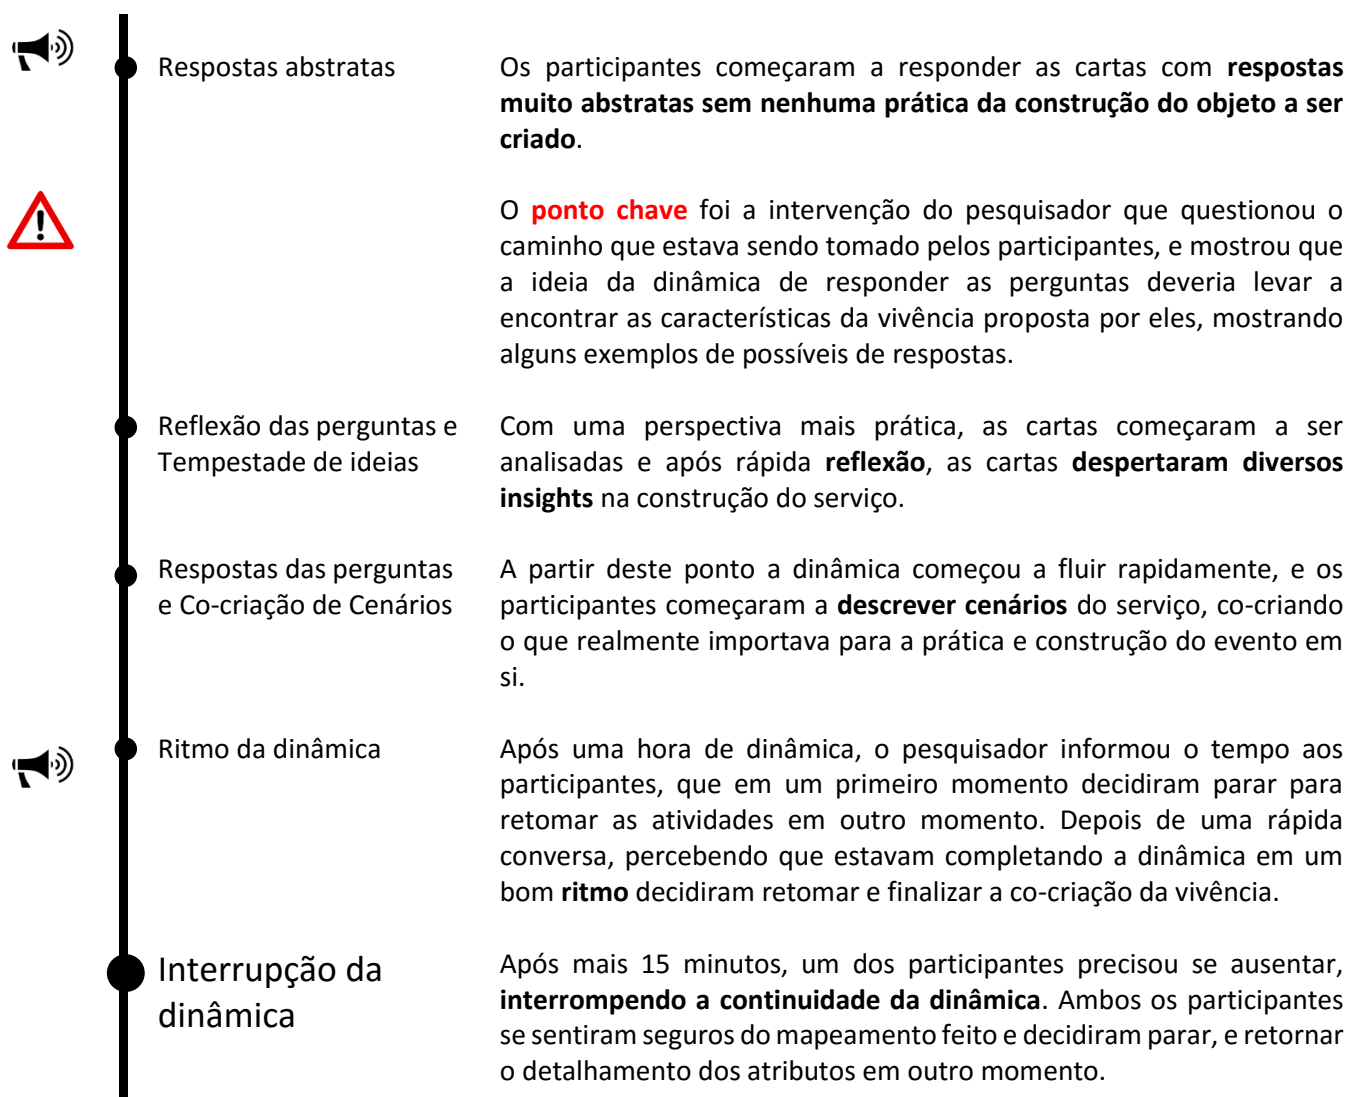 Respostas abstratas
Os participantes começaram a responder as cartas com respostas
muito abstratas sem nenhuma prática da construção do objeto a ser
criado.
O ponto chave foi a intervenção do pesquisador que questionou o
caminho que estava sendo tomado pelos participantes, e mostrou que
a ideia da dinâmica de responder as perguntas deveria levar a
encontrar as características da vivência proposta por eles, mostrando
alguns exemplos de possíveis de respostas.
Reflexão das perguntas e
Tempestade de ideias
Com uma perspectiva mais prática, as cartas começaram a ser
analisadas e após rápida reflexão, as cartas despertaram diversos
insights na construção do serviço.
Respostas das perguntas
e Co-criação de Cenários
A partir deste ponto a dinâmica começou a fluir rapidamente, e os
participantes começaram a descrever cenários do serviço, co-criando
o que realmente importava para a prática e construção do evento em
si.
Ritmo da dinâmica
Após uma hora de dinâmica, o pesquisador informou o tempo aos
participantes, que em um primeiro momento decidiram parar para
retomar as atividades em outro momento. Depois de uma rápida
conversa, percebendo que estavam completando a dinâmica em um
bom ritmo decidiram retomar e finalizar a co-criação da vivência.
Interrupção da
dinâmica
Após mais 15 minutos, um dos participantes precisou se ausentar,
interrompendo a continuidade da dinâmica. Ambos os participantes
se sentiram seguros do mapeamento feito e decidiram parar, e retornar
o detalhamento dos atributos em outro momento.